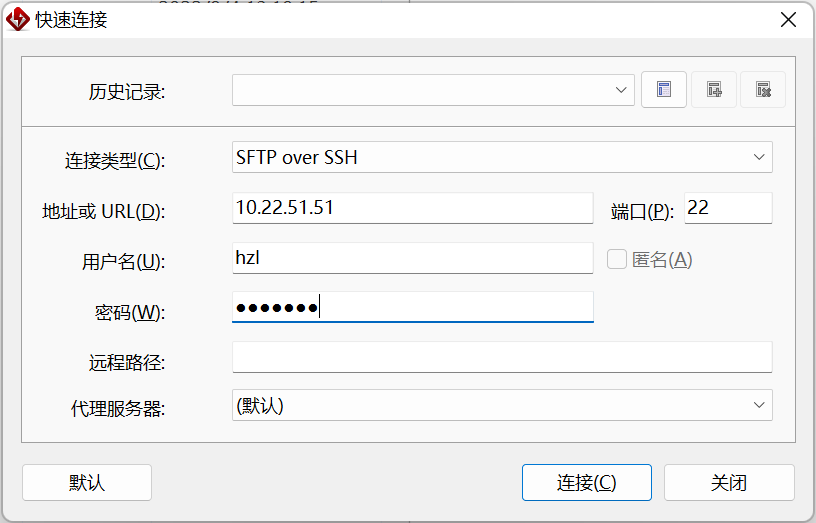 快速连接
历史记录:
连接类型(C): SFTP over SSH
地址或 URL(D): 10.22.51.51 端口(P): 22
用户名(U): hzl 匿名(A)
密码(W): ●●●●●●●
远程路径:
代理服务器: (默认)
默认 连接(C) 关闭